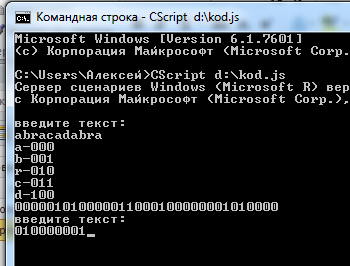 Командная строка - CScript d:\kod.js
Microsoft Windows [Version 6.1.7601]
(c) Корпорация Майкрософт (Microsoft Corp.
C:\Users\Алексей>CScript d:\kod.js
Сервер сценариев Windows (Microsoft R) вер
с Корпорация Майкрософт (Microsoft Corp.),
введите текст:
abracadabra
a-000
b-001
r-010
c-011
d-100
000001010000011000100000001010000
введите текст:
010000001